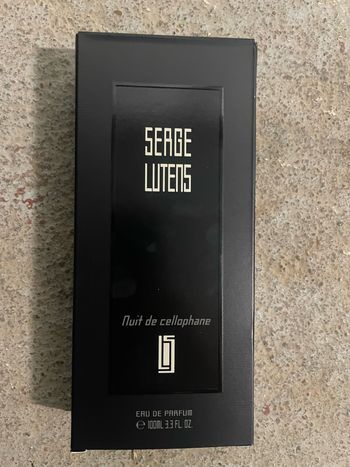 SERGE
LUTENS
Nuit de cellophane
EAU DE PARFUM
℮ 100ML 3.3 FL. OZ.